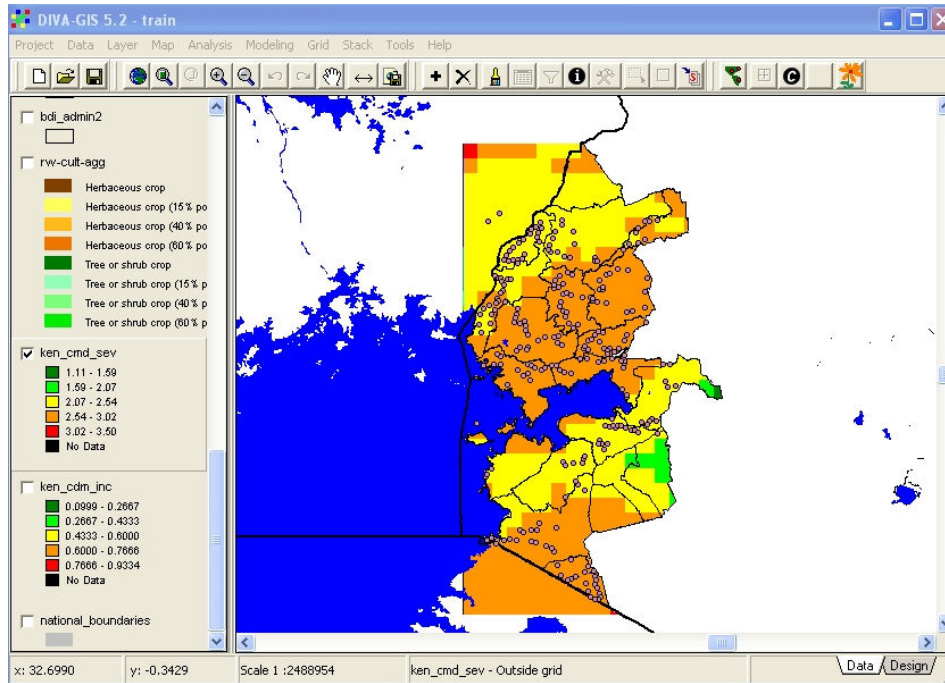 DIVA-GIS 5.2 - train
Project Data Layer Map Analysis Modeling Grid Stack Tools Help
bdi_admin2
rw-cult-agg
Herbaceous crop
Herbaceous crop (15% po
Herbaceous crop (40% po
Herbaceous crop (60% po
Tree or shrub crop
Tree or shrub crop (15% p
Tree or shrub crop (40% p
Tree or shrub crop (60% p
ken_cmd_sev
1.11 - 1.59
1.59 - 2.07
2.07 - 2.54
2.54 - 3.02
3.02 - 3.50
No Data
ken_cdm_inc
0.0999 - 0.2667
0.2667 - 0.4333
0.4333 - 0.6000
0.6000 - 0.7666
0.7666 - 0.9334
No Data
national_boundaries
x: 32.6990 y: -0.3429 Scale 1 :2488954 ken_cmd_sev - Outside grid Data Design